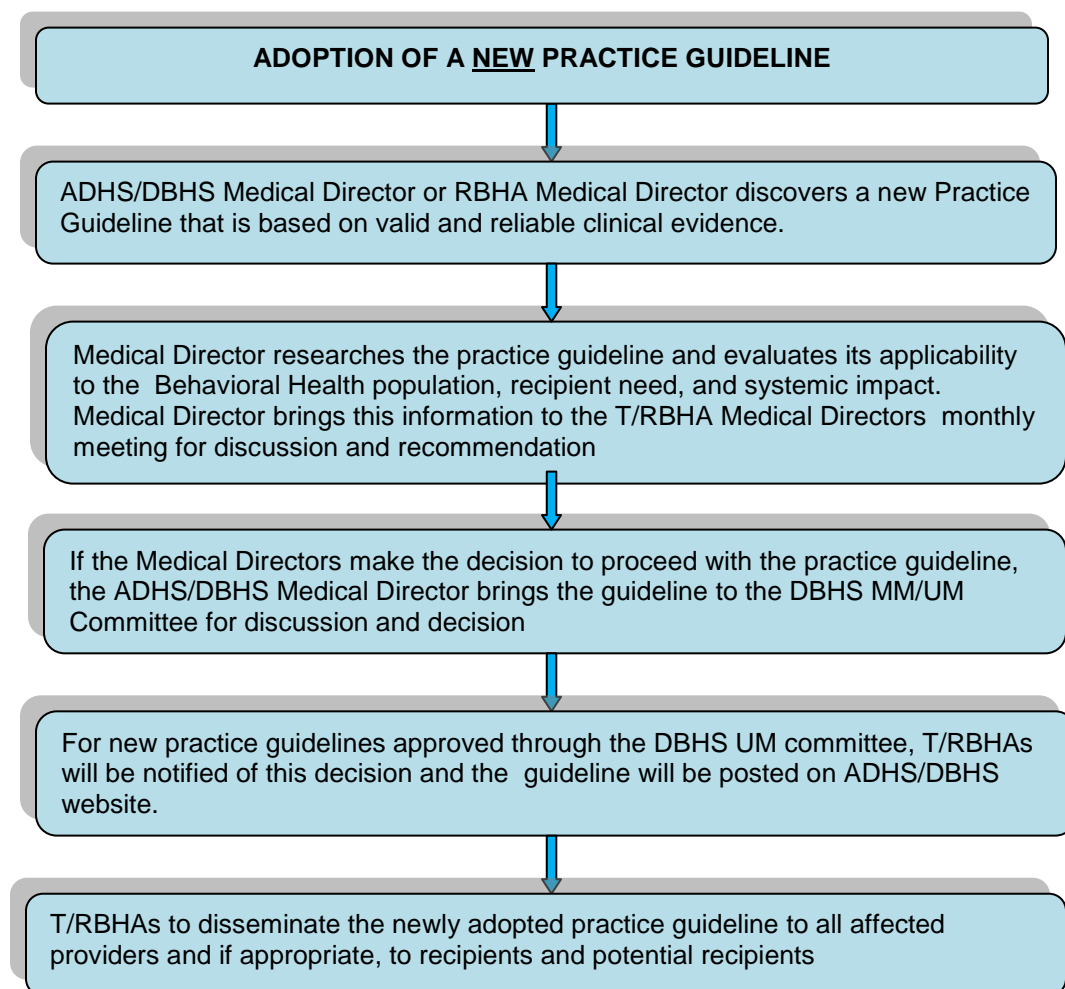 ADOPTION OF A NEW PRACTICE GUIDELINE
ADHS/DBHS Medical Director or RBHA Medical Director discovers a new Practice
Guideline that is based on valid and reliable clinical evidence.
Medical Director researches the practice guideline and evaluates its applicability
to the Behavioral Health population, recipient need, and systemic impact.
Medical Director brings this information to the T/RBHA Medical Directors monthly
meeting for discussion and recommendation
If the Medical Directors make the decision to proceed with the practice guideline,
the ADHS/DBHS Medical Director brings the guideline to the DBHS MM/UM
Committee for discussion and decision
For new practice guidelines approved through the DBHS UM committee, T/RBHAs
will be notified of this decision and the guideline will be posted on ADHS/DBHS
website.
T/RBHAs to disseminate the newly adopted practice guideline to all affected
providers and if appropriate, to recipients and potential recipients